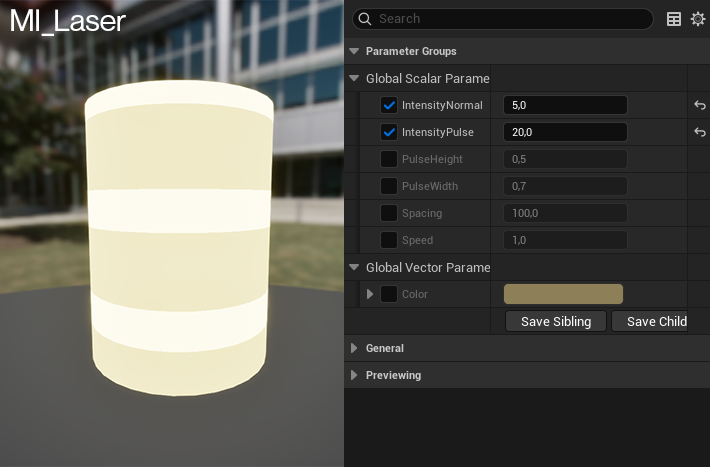 MI_Laser
Search
Parameter Groups
Global Scalar Parame
IntensityNormal 5,0
IntensityPulse 20,0
PulseHeight 0,5
PulseWidth 0,7
Spacing 100,0
Speed 1,0
Global Vector Parame
Color
Save Sibling Save Child
General
Previewing